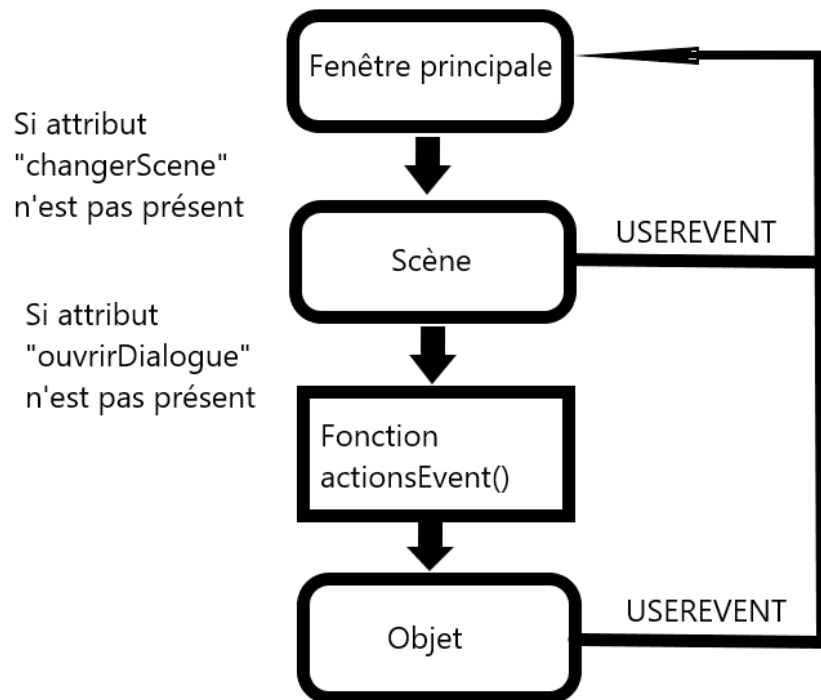 Fenêtre principale
Si attribut
"changerScene"
n'est pas présent
USEREVENT
Scène
Si attribut
"ouvrirDialogue"
n'est pas présent
Fonction
actionsEvent()
USEREVENT
Objet